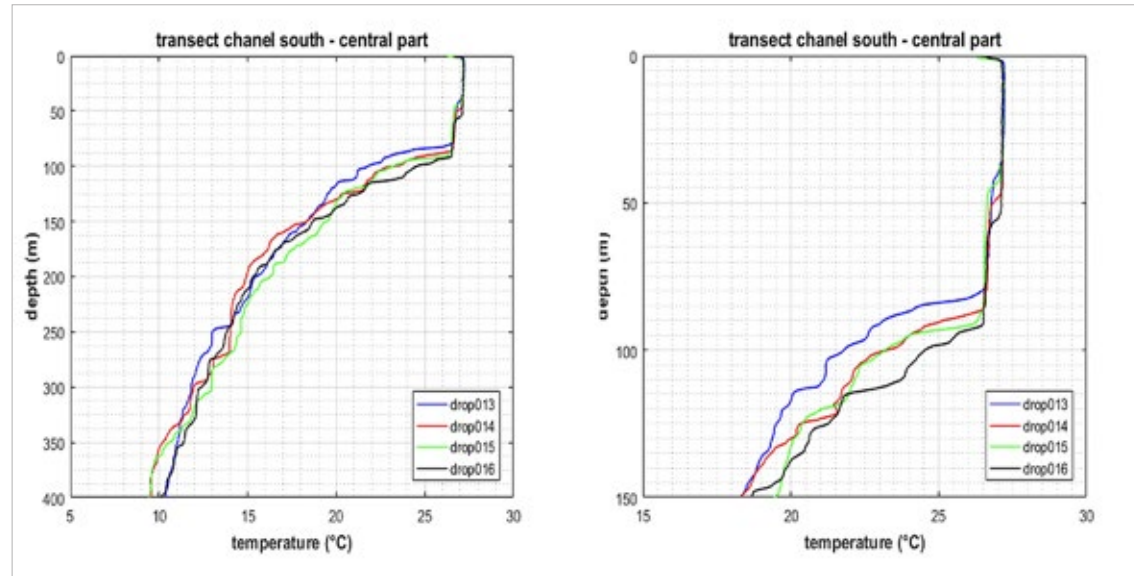 transect chanel south - central part
0
50
100
150
200
250
300
350
400
depth (m)
5
10
15
20
25
30
temperature (°C)
drop013
drop014
drop015
drop016
transect chanel south - central part
0
50
100
150
(m)
15
20
25
30
temperature (°C)
drop013
drop014
drop015
drop016